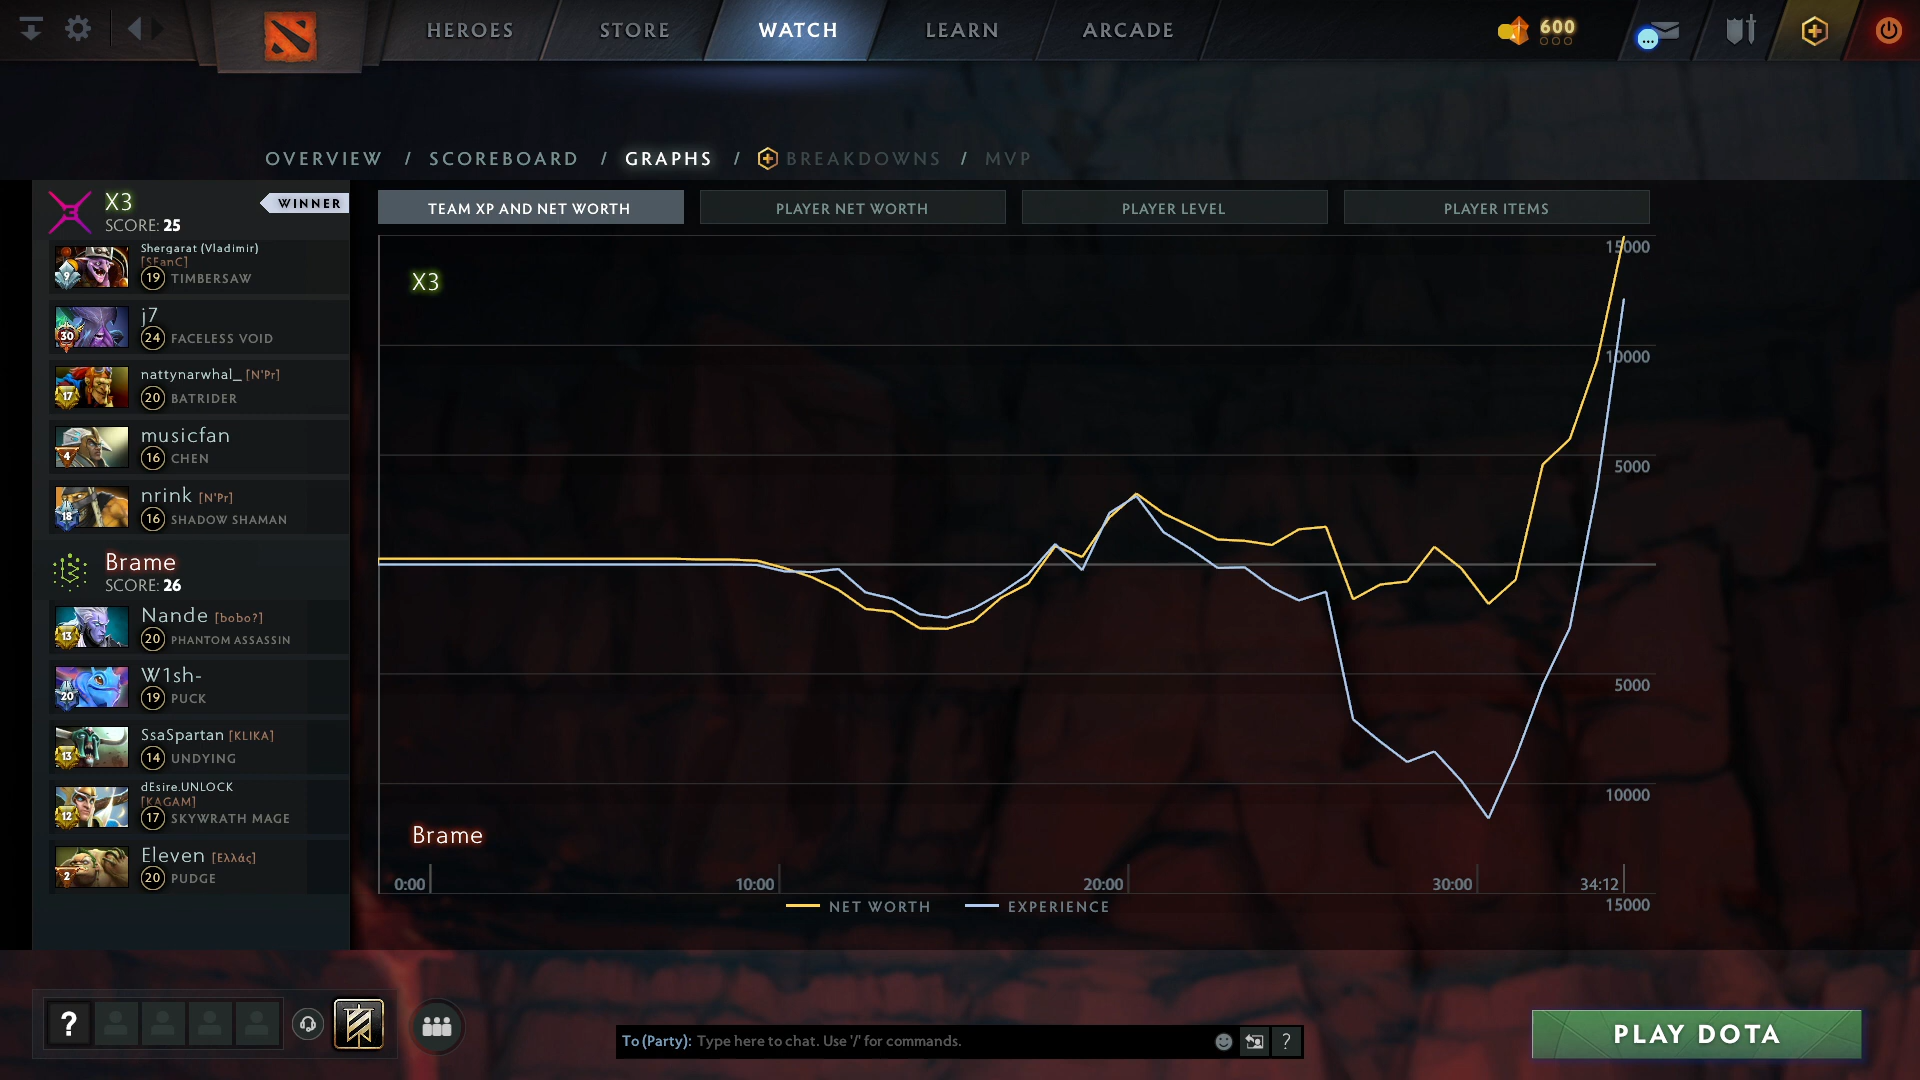 HEROES
STORE
WATCH
LEARN
ARCADE
600
OVERVIEW / SCOREBOARD / GRAPHS / BREAKDOWNS / MVP
X3
WINNER
SCORE: 25
Shergarat (Vladimir)
[SFanC]
9
19 TIMBERSAW
j7
30
24 FACELESS VOID
nattynarwhal_ [N'Pr]
17
20 BATRIDER
musicfan
4
16 CHEN
nrink [N'Pr]
18
16 SHADOW SHAMAN
Brame
SCORE: 26
Nande [bobo?]
13
20 PHANTOM ASSASSIN
W1sh-
20
19 PUCK
SsaSpartan [KLIKA]
13
14 UNDYING
dEsire.UNLOCK
[KAGAM]
12
17 SKYWRATH MAGE
Eleven [Ελλάς]
2
20 PUDGE
TEAM XP AND NET WORTH
PLAYER NET WORTH
PLAYER LEVEL
PLAYER ITEMS
X3
15000
10000
5000
5000
10000
15000
Brame
0:00
10:00
20:00
30:00
34:12
NET WORTH
EXPERIENCE
?
To (Party): Type here to chat. Use '/' for commands.
?
PLAY DOTA